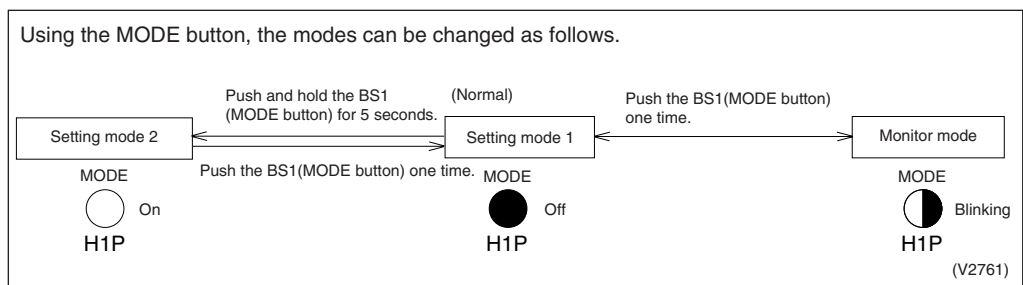 Using the MODE button, the modes can be changed as follows.
Push and hold the BS1
(MODE button) for 5 seconds.
(Normal)
Push the BS1(MODE button)
one time.
Setting mode 2
Setting mode 1
Monitor mode
Push the BS1(MODE button) one time.
MODE
On
H1P
MODE
Off
H1P
MODE
Blinking
H1P
(V2761)